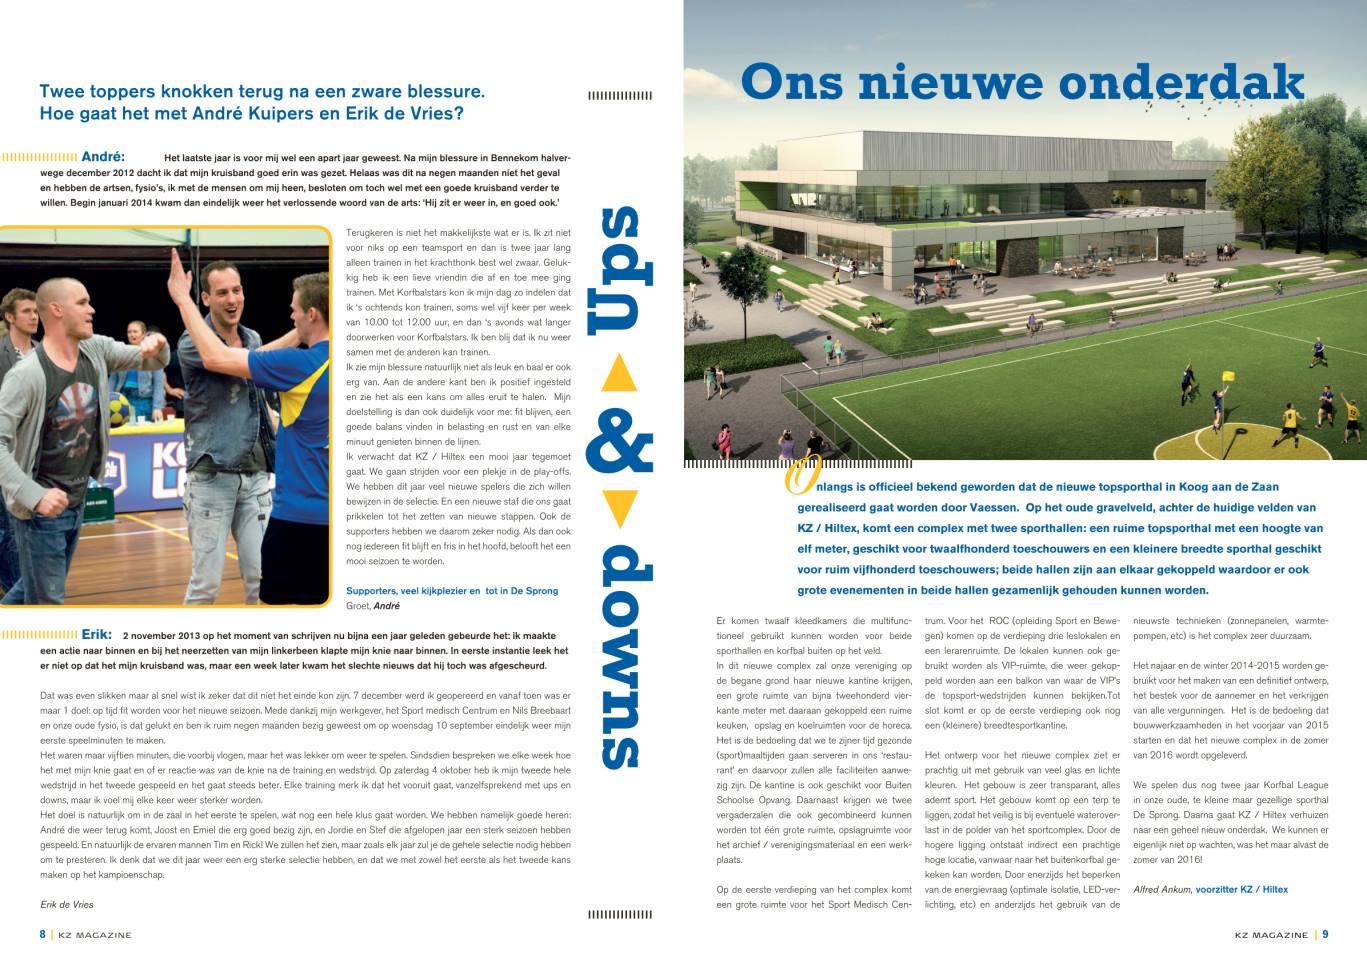 Twee toppers knokken terug na een zware blessure.
Hoe gaat het met André Kuipers en Erik de Vries?
André: Het laatste jaar is voor mij wel een apart jaar geweest. Na mijn blessure in Bennekom halver-
wege december 2012 dacht ik dat mijn kruisband goed erin was gezet. Helaas was dit na negen maanden niet het geval
en hebben de artsen, fysio's, ik met de mensen om mij heen, besloten om toch wel met een goede kruisband verder te
willen. Begin januari 2014 kwam dan eindelijk weer het verlossende woord van de arts: 'Hij zit er weer in, en goed ook.'
Terugkeren is niet het makkelijkste wat er is. Ik zit niet
voor niks op een teamsport en dan is twee jaar lang
alleen trainen in het krachthonk best wel zwaar. Geluk-
kig heb ik een lieve vriendin die af en toe mee ging
trainen. Met Korfbalstars kon ik mijn dag zo indelen dat
ik 's ochtends kon trainen, soms wel vijf keer per week
van 10.00 tot 12.00 uur, en dan 's avonds wat langer
doorwerken voor Korfbalstars. Ik ben blij dat ik nu weer
samen met de anderen kan trainen.
Ik zie mijn blessure natuurlijk niet als leuk en baal er ook
erg van. Aan de andere kant ben ik positief ingesteld
en zie het als een kans om alles eruit te halen. Mijn
doelstelling is dan ook duidelijk voor me: fit blijven, een
goede balans vinden in belasting en rust en van elke
minuut genieten binnen de lijnen.
Ik verwacht dat KZ / Hiltex een mooi jaar tegemoet
gaat. We gaan strijden voor een plekje in de play-offs.
We hebben dit jaar veel nieuwe spelers die zich willen
bewijzen in de selectie. En een nieuwe staf die ons gaat
prikkelen tot het zetten van nieuwe stappen. Ook de
supporters hebben we daarom zeker nodig. Als dan ook
nog iedereen fit blijft en fris in het hoofd, belooft het een
mooi seizoen te worden.
Supporters, veel kijkplezier en tot in De Sprong
Groet, André
Erik: 2 november 2013 op het moment van schrijven nu bijna een jaar geleden gebeurde het: ik maakte
een actie naar binnen en bij het neerzetten van mijn linkerbeen klapte mijn knie naar binnen. In eerste instantie leek het
er niet op dat het mijn kruisband was, maar een week later kwam het slechte nieuws dat hij toch was afgescheurd.
Dat was even slikken maar al snel wist ik zeker dat dit niet het einde kon zijn. 7 december werd ik geopereerd en vanaf toen was er
maar 1 doel: op tijd fit worden voor het nieuwe seizoen. Mede dankzij mijn werkgever, het Sport medisch Centrum en Nils Breebaart
en onze oude fysio, is dat gelukt en ben ik ruim negen maanden bezig geweest om op woensdag 10 september eindelijk weer mijn
eerste speelminuten te maken.
Het waren maar vijftien minuten, die voorbij vlogen, maar het was lekker om weer te spelen. Sindsdien bespreken we elke week hoe
het met mijn knie gaat en of er reactie was van de knie na de training en wedstrijd. Op zaterdag 4 oktober heb ik mijn tweede hele
wedstrijd in het tweede gespeeld en het gaat steeds beter. Elke training merk ik dat het vooruit gaat, vanzelfsprekend met ups en
downs, maar ik voel mij elke keer weer sterker worden.
Het doel is natuurlijk om in de zaal in het eerste te spelen, wat nog een hele klus gaat worden. We hebben namelijk goede heren:
André die weer terug komt, Joost en Emiel die erg goed bezig zijn, en Jordie en Stef die afgelopen jaar een sterk seizoen hebben
gespeeld. En natuurlijk de ervaren mannen Tim en Rick! We zullen het zien, maar zoals elk jaar zul je de gehele selectie nodig hebben
om te presteren. Ik denk dat we dit jaar weer een erg sterke selectie hebben, en dat we met zowel het eerste als het tweede kans
maken op het kampioenschap.
Erik de Vries
8 | KZ MAGAZINE
Ups & downs
Ons nieuwe onderdak
Onlangs is officieel bekend geworden dat de nieuwe topsporthal in Koog aan de Zaan
gerealiseerd gaat worden door Vaessen. Op het oude gravelveld, achter de huidige velden van
KZ / Hiltex, komt een complex met twee sporthallen: een ruime topsporthal met een hoogte van
elf meter, geschikt voor twaalfhonderd toeschouwers en een kleinere breedte sporthal geschikt
voor ruim vijfhonderd toeschouwers; beide hallen zijn aan elkaar gekoppeld waardoor er ook
grote evenementen in beide hallen gezamenlijk gehouden kunnen worden.
Er komen twaalf kleedkamers die multifunc-
tioneel gebruikt kunnen worden voor beide
sporthallen en korfbal buiten op het veld.
In dit nieuwe complex zal onze vereniging op
de begane grond haar nieuwe kantine krijgen,
een grote ruimte van bijna tweehonderd vier-
kante meter met daaraan gekoppeld een ruime
keuken, opslag en koelruimten voor de horeca.
Het is de bedoeling dat we te zijner tijd gezonde
(sport)maaltijden gaan serveren in ons 'restau-
rant' en daarvoor zullen alle faciliteiten aanwe-
zig zijn. De kantine is ook geschikt voor Buiten
Schoolse Opvang. Daarnaast krijgen we twee
vergaderzalen die ook gecombineerd kunnen
worden tot één grote ruimte, opslagruimte voor
het archief / verenigingsmateriaal en een werk-
plaats.
Op de eerste verdieping van het complex komt
een grote ruimte voor het Sport Medisch Cen-
trum. Voor het ROC (opleiding Sport en Bewe-
gen) komen op de verdieping drie leslokalen en
een lerarenruimte. De lokalen kunnen ook ge-
bruikt worden als VIP-ruimte, die weer gekop-
peld worden aan een balkon van waar de VIP's
de topsport-wedstrijden kunnen bekijken.Tot
slot komt er op de eerste verdieping ook nog
een (kleinere) breedtesportkantine.
Het ontwerp voor het nieuwe complex ziet er
prachtig uit met gebruik van veel glas en lichte
kleuren. Het gebouw is zeer transparant, alles
ademt sport. Het gebouw komt op een terp te
liggen, zodat het veilig is bij eventuele waterover-
last in de polder van het sportcomplex. Door de
hogere ligging ontstaat indirect een prachtige
hoge locatie, vanwaar naar het buitenkorfbal ge-
keken kan worden. Door enerzijds het beperken
van de energievraag (optimale isolatie, LED-ver-
lichting, etc) en anderzijds het gebruik van de
nieuwste technieken (zonnepanelen, warmte-
pompen, etc) is het complex zeer duurzaam.
Het najaar en de winter 2014-2015 worden ge-
bruikt voor het maken van een definitief ontwerp,
het bestek voor de aannemer en het verkrijgen
van alle vergunningen. Het is de bedoeling dat
bouwwerkzaamheden in het voorjaar van 2015
starten en dat het nieuwe complex in de zomer
van 2016 wordt opgeleverd.
We spelen dus nog twee jaar Korfbal League
in onze oude, te kleine maar gezellige sporthal
De Sprong. Daarna gaat KZ / Hiltex verhuizen
naar een geheel nieuw onderdak. We kunnen er
eigenlijk niet op wachten, was het maar alvast de
zomer van 2016!
Alfred Ankum, voorzitter KZ / Hiltex
KZ MAGAZINE | 9